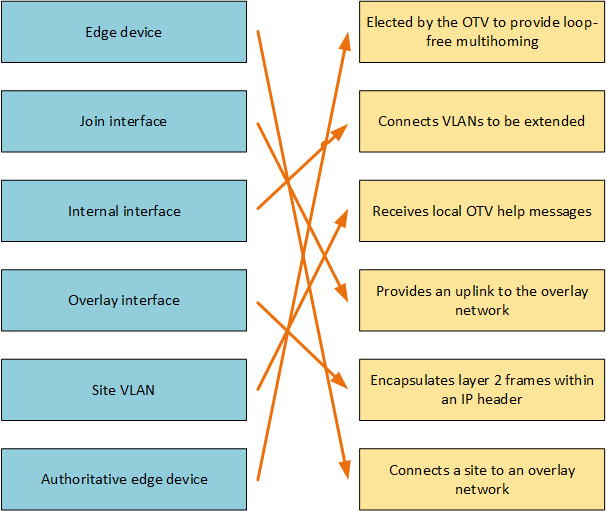 Edge device
Elected by the OTV to provide loop-
free multihoming
Join interface
Connects VLANs to be extended
Internal interface
Receives local OTV help messages
Overlay interface
Provides an uplink to the overlay
network
Site VLAN
Encapsulates layer 2 frames within
an IP header
Authoritative edge device
Connects a site to an overlay
network